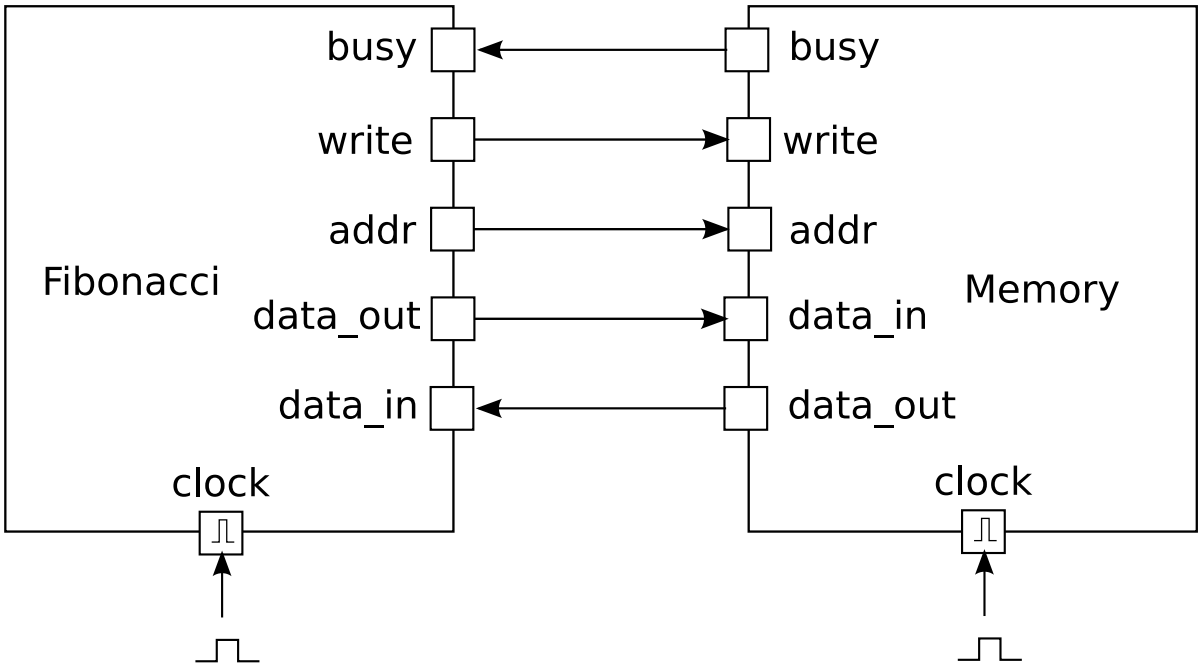 busy
write
addr
Fibonacci
data_out
data_in
clock
busy
write
addr
Memory
data_in
data_out
clock